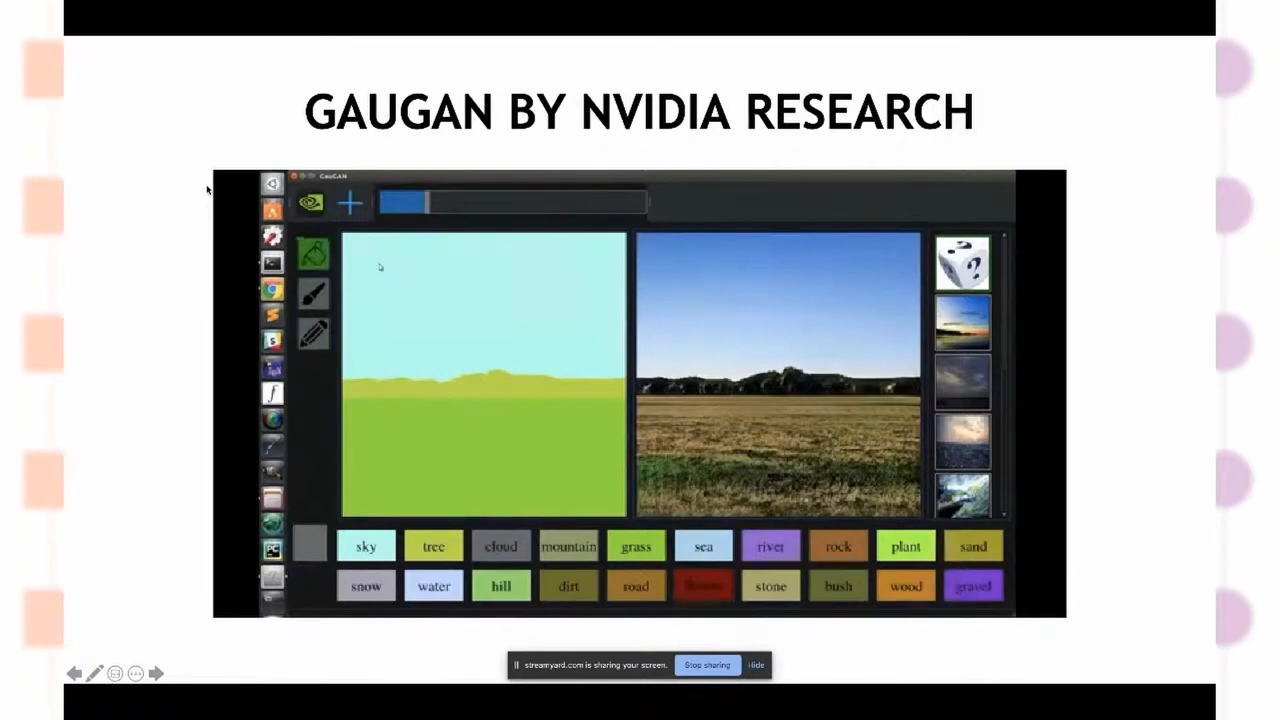 GAUGAN BY NVIDIA RESEARCH
GauGAN
sky tree cloud mountain grass sea river rock plant sand
snow water hill dirt road stone bush wood gravel
streamyard.com is sharing your screen. Stop sharing Hide